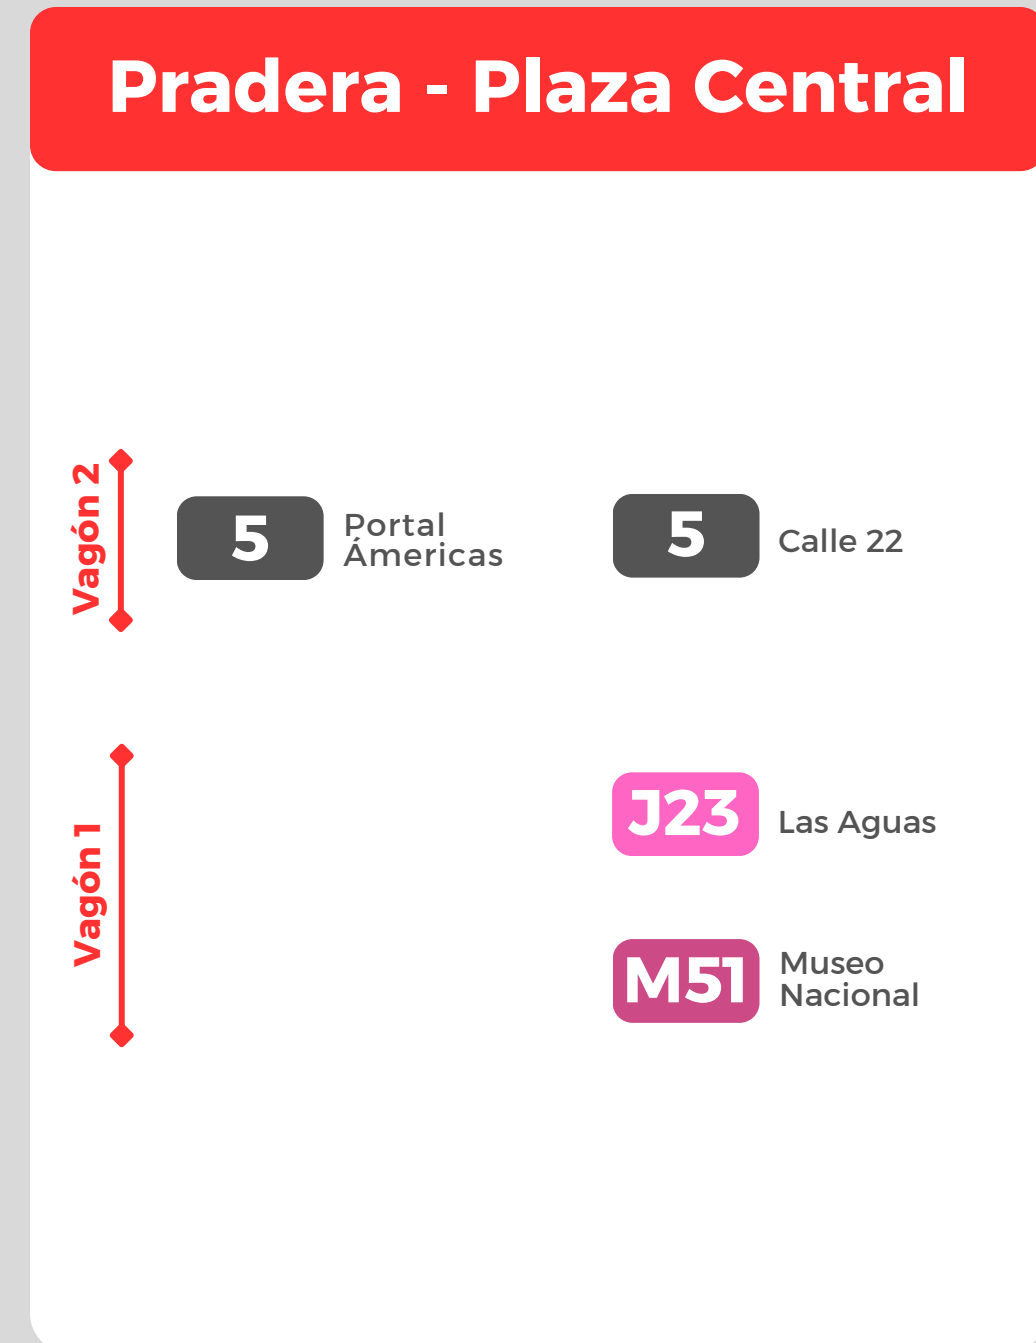 Pradera - Plaza Central
Vagón 2
5
Portal
Ámericas
5
Calle 22
Vagón 1
J23
Las Aguas
M51
Museo
Nacional